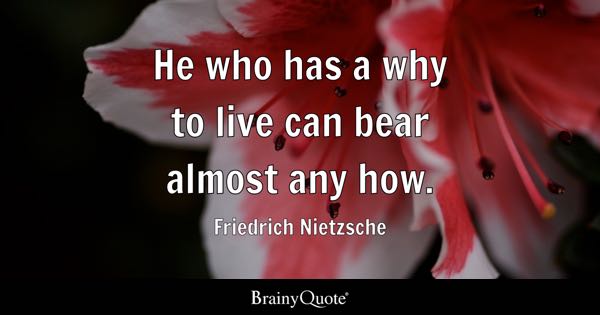 He who has a why
to live can bear
almost any how.
Friedrich Nietzsche
BrainyQuote®